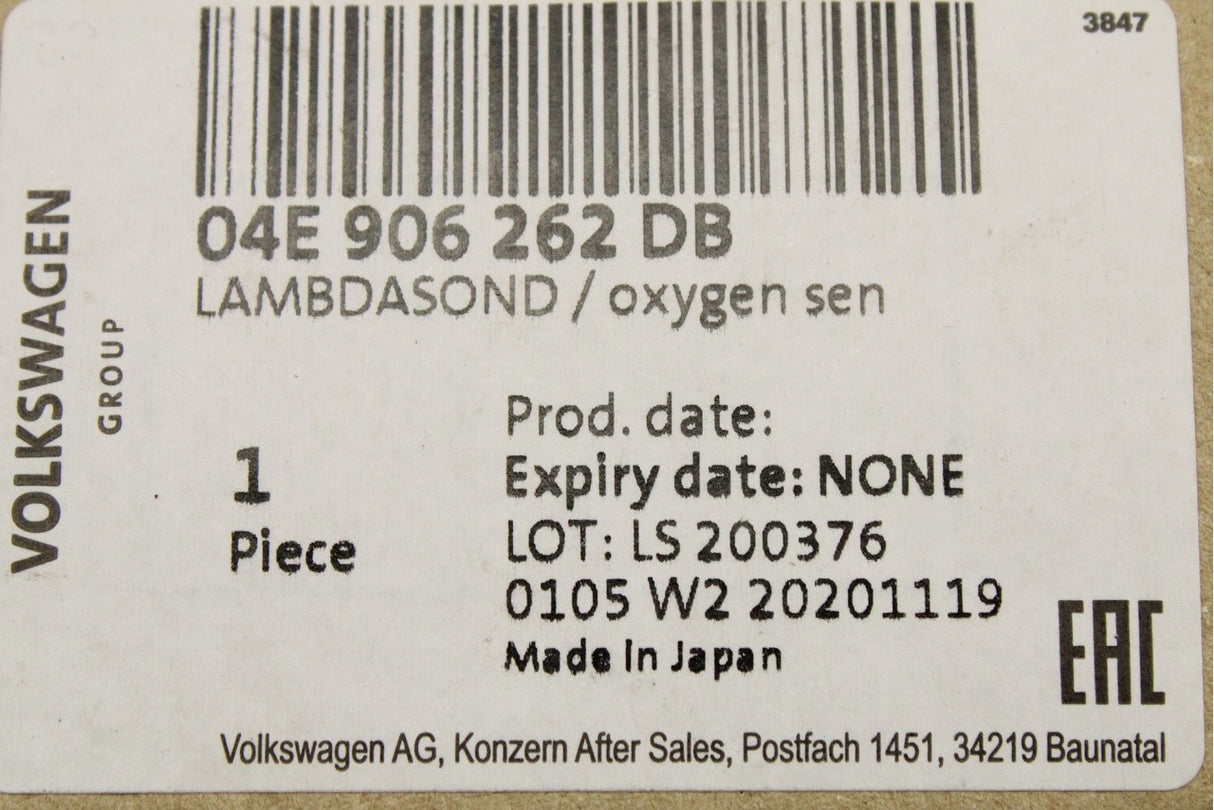 3847
04E 906 262 DB
LAMBDASOND / oxygen sen
VOLKSWAGEN
GROUP
1
Piece
Prod. date:
Expiry date: NONE
LOT: LS 200376
0105 W2 20201119
Made in Japan
EAC
Volkswagen AG, Konzern After Sales, Postfach 1451, 34219 Baunatal